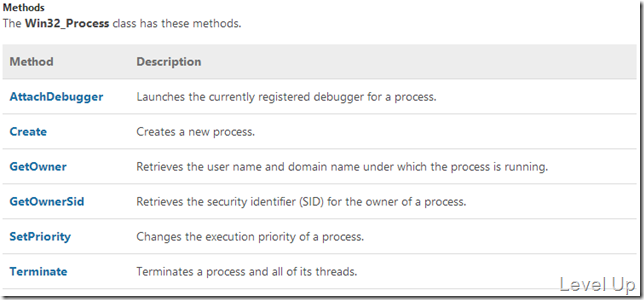 Methods
The Win32_Process class has these methods.
Method Description
AttachDebugger Launches the currently registered debugger for a process.
Create Creates a new process.
GetOwner Retrieves the user name and domain name under which the process is running.
GetOwnerSid Retrieves the security identifier (SID) for the owner of a process.
SetPriority Changes the execution priority of a process.
Terminate Terminates a process and all of its threads.
Level Up